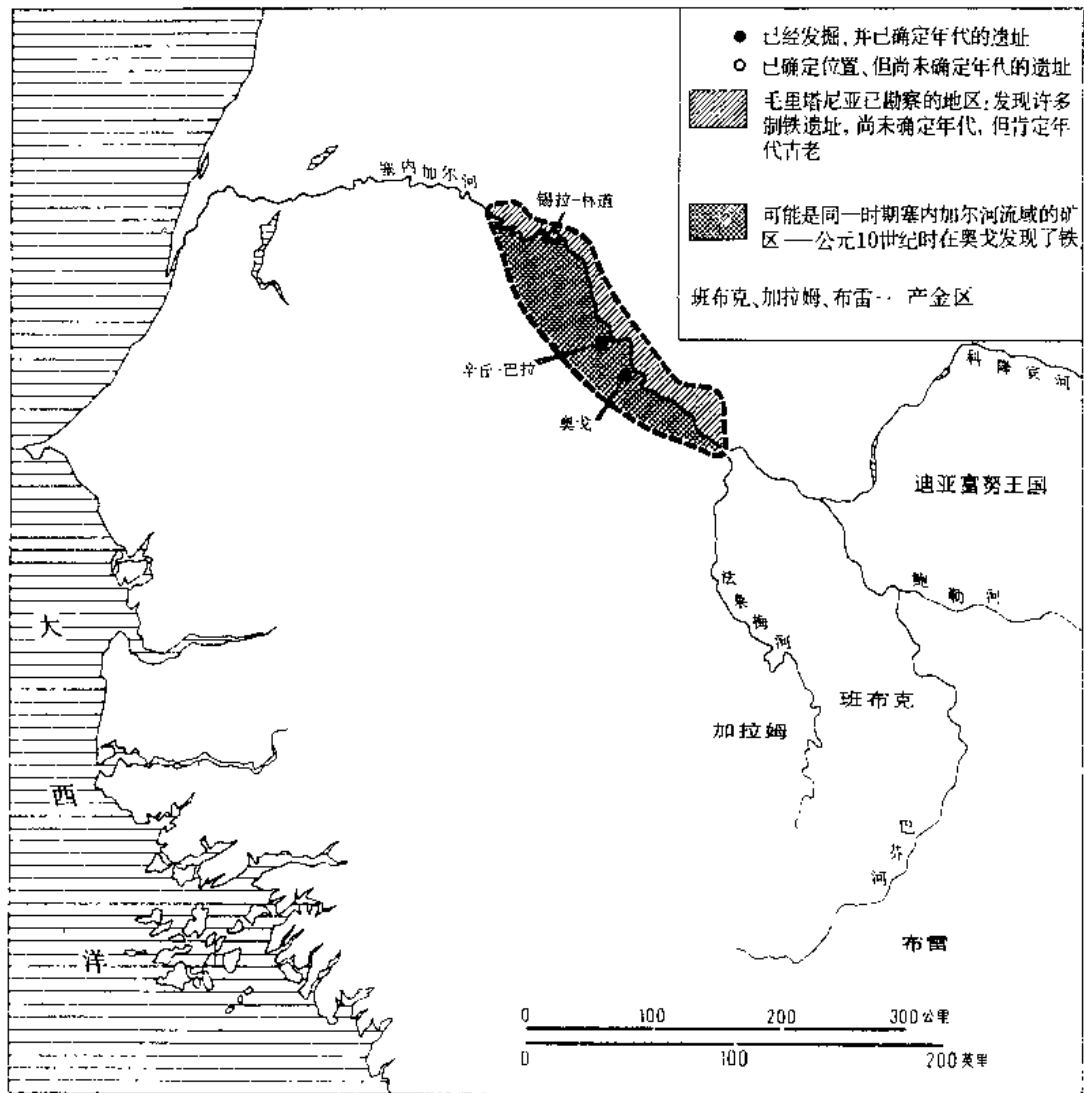 已经发掘，并已确定年代的遗址
已确定位置、但尚未确定年代的遗址
毛里塔尼亚已勘察的地区：发现许多
制铁遗址，尚未确定年代，但肯定年
代古老
可能是同一时期塞内加尔河流域的矿
区——公元10世纪时在奥戈发现了铁
班布克、加拉姆、布雷-- 产金区
塞内加尔河
锡拉-
辛丘-巴拉
奥戈
科隆宾河
迪亚富努王国
鲍勒河
法莱梅河
班布克
加拉姆
巴芬河
布雷
大西洋
0 100 200 300公里
0 100 200英里